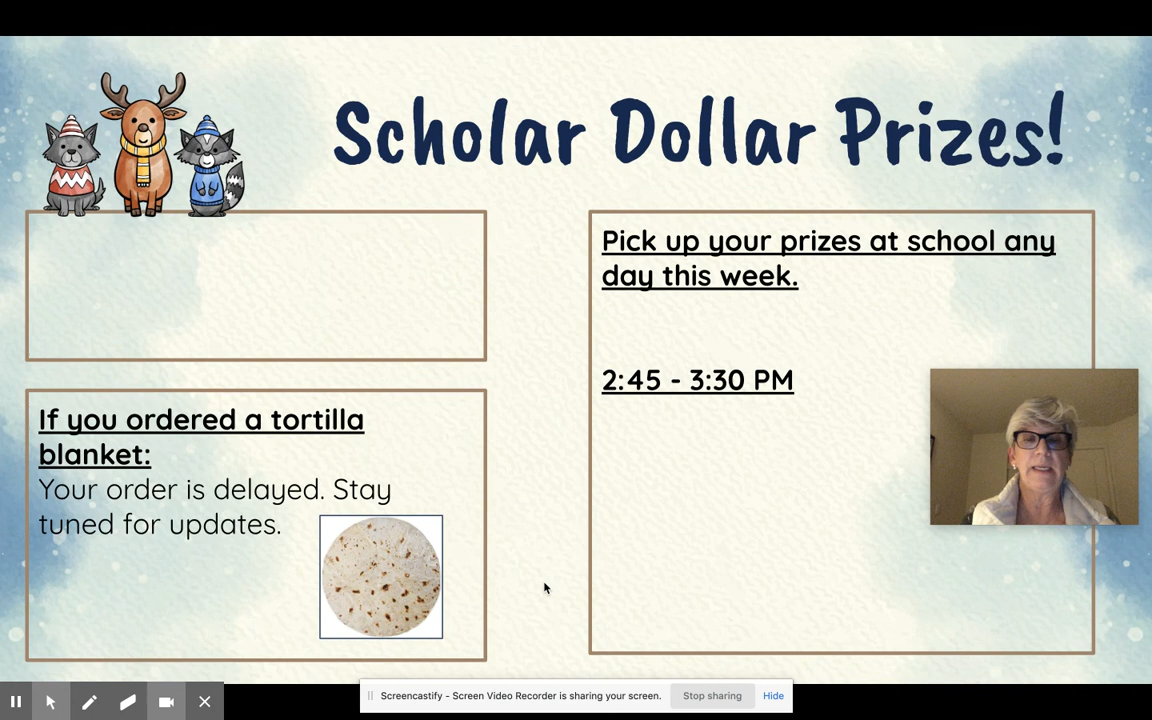 Scholar Dollar Prizes!
Pick up your prizes at school any
day this week.
2:45 - 3:30 PM
If you ordered a tortilla
blanket:
Your order is delayed. Stay
tuned for updates.
Screencastify - Screen Video Recorder is sharing your screen.
Stop sharing
Hide